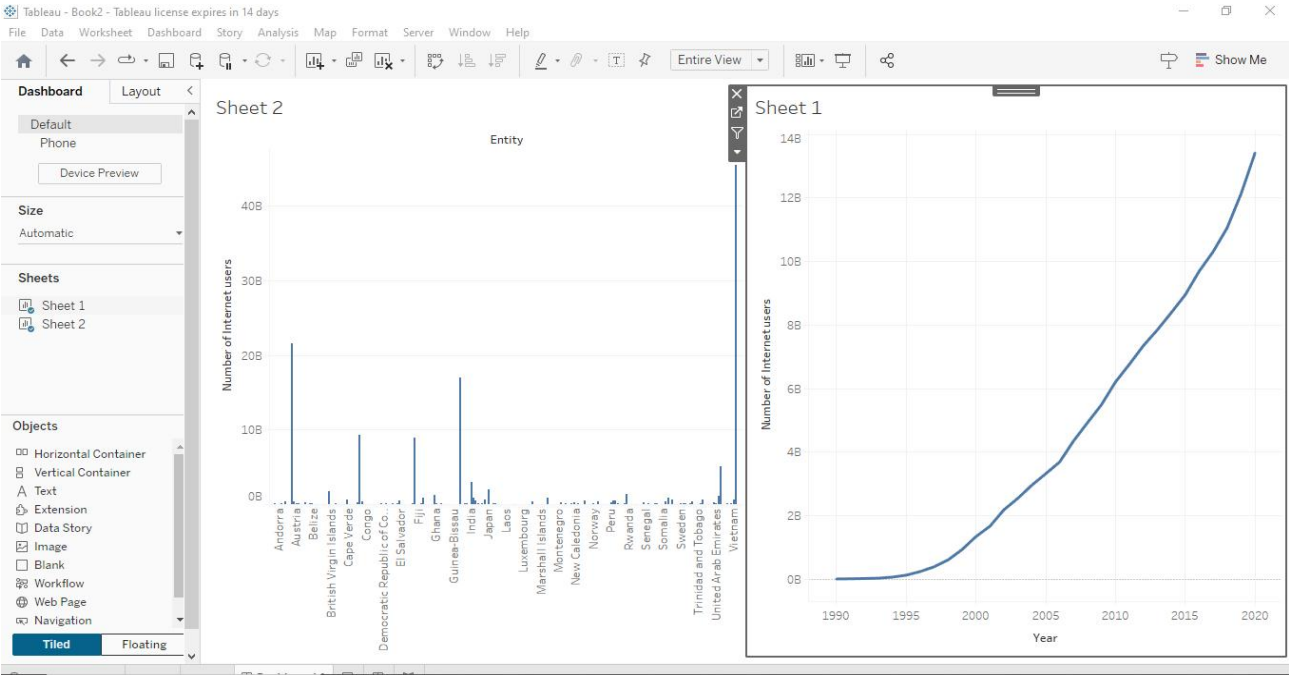 Tableau - Book2 - Tableau license expires in 14 days
File Data Worksheet Dashboard Story Analysis Map Format Server Window Help
Entire View
Show Me
Dashboard Layout
Default
Phone
Device Preview
Size
Automatic
Sheets
Sheet 1
Sheet 2
Objects
Horizontal Container
Vertical Container
A Text
Extension
Data Story
Image
Blank
Workflow
Web Page
Navigation
Tiled Floating
Sheet 2
Entity
Number of Internet users
40B
30B
20B
10B
0B
Andorra
Austria
Belize
British Virgin Islands
Cape Verde
Congo
Democratic Republic of Co..
El Salvador
Fiji
Ghana
Guinea-Bissau
India
Japan
Laos
Luxembourg
Marshall Islands
Montenegro
New Caledonia
Norway
Peru
Rwanda
Senegal
Somalia
Sweden
Trinidad and Tobago
United Arab Emirates
Vietnam
Sheet 1
Number of Internet users
14B
12B
10B
8B
6B
4B
2B
0B
1990 1995 2000 2005 2010 2015 2020
Year